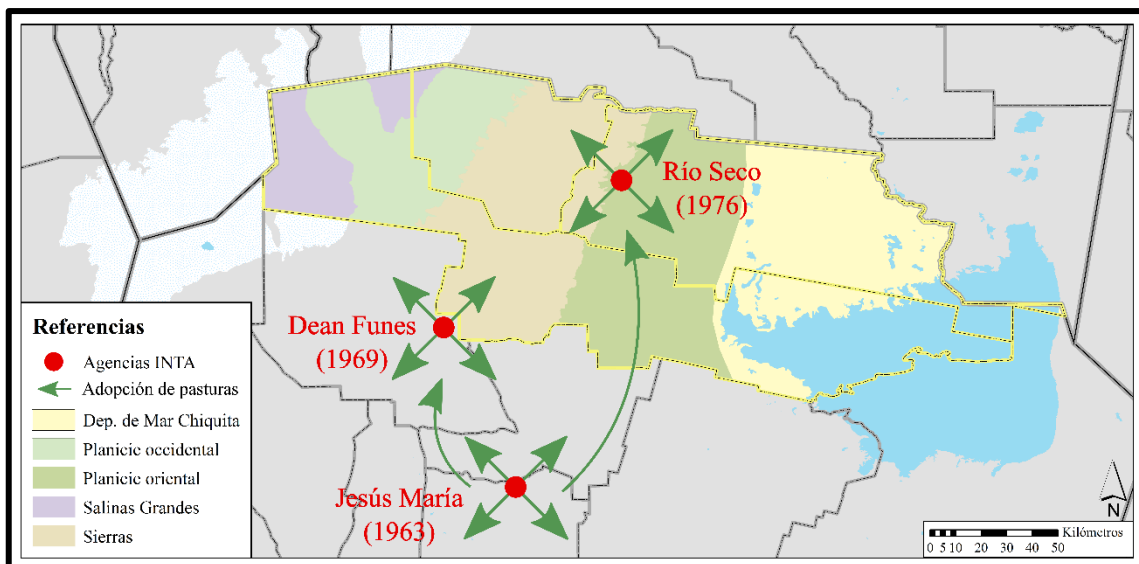 Río Seco
(1976)
Dean Funes
(1969)
Jesús María
(1963)
Referencias
Agencias INTA
Adopción de pasturas
Dep. de Mar Chiquita
Planicie occidental
Planicie oriental
Salinas Grandes
Sierras
N
Kilómetros
0 5 10 20 30 40 50